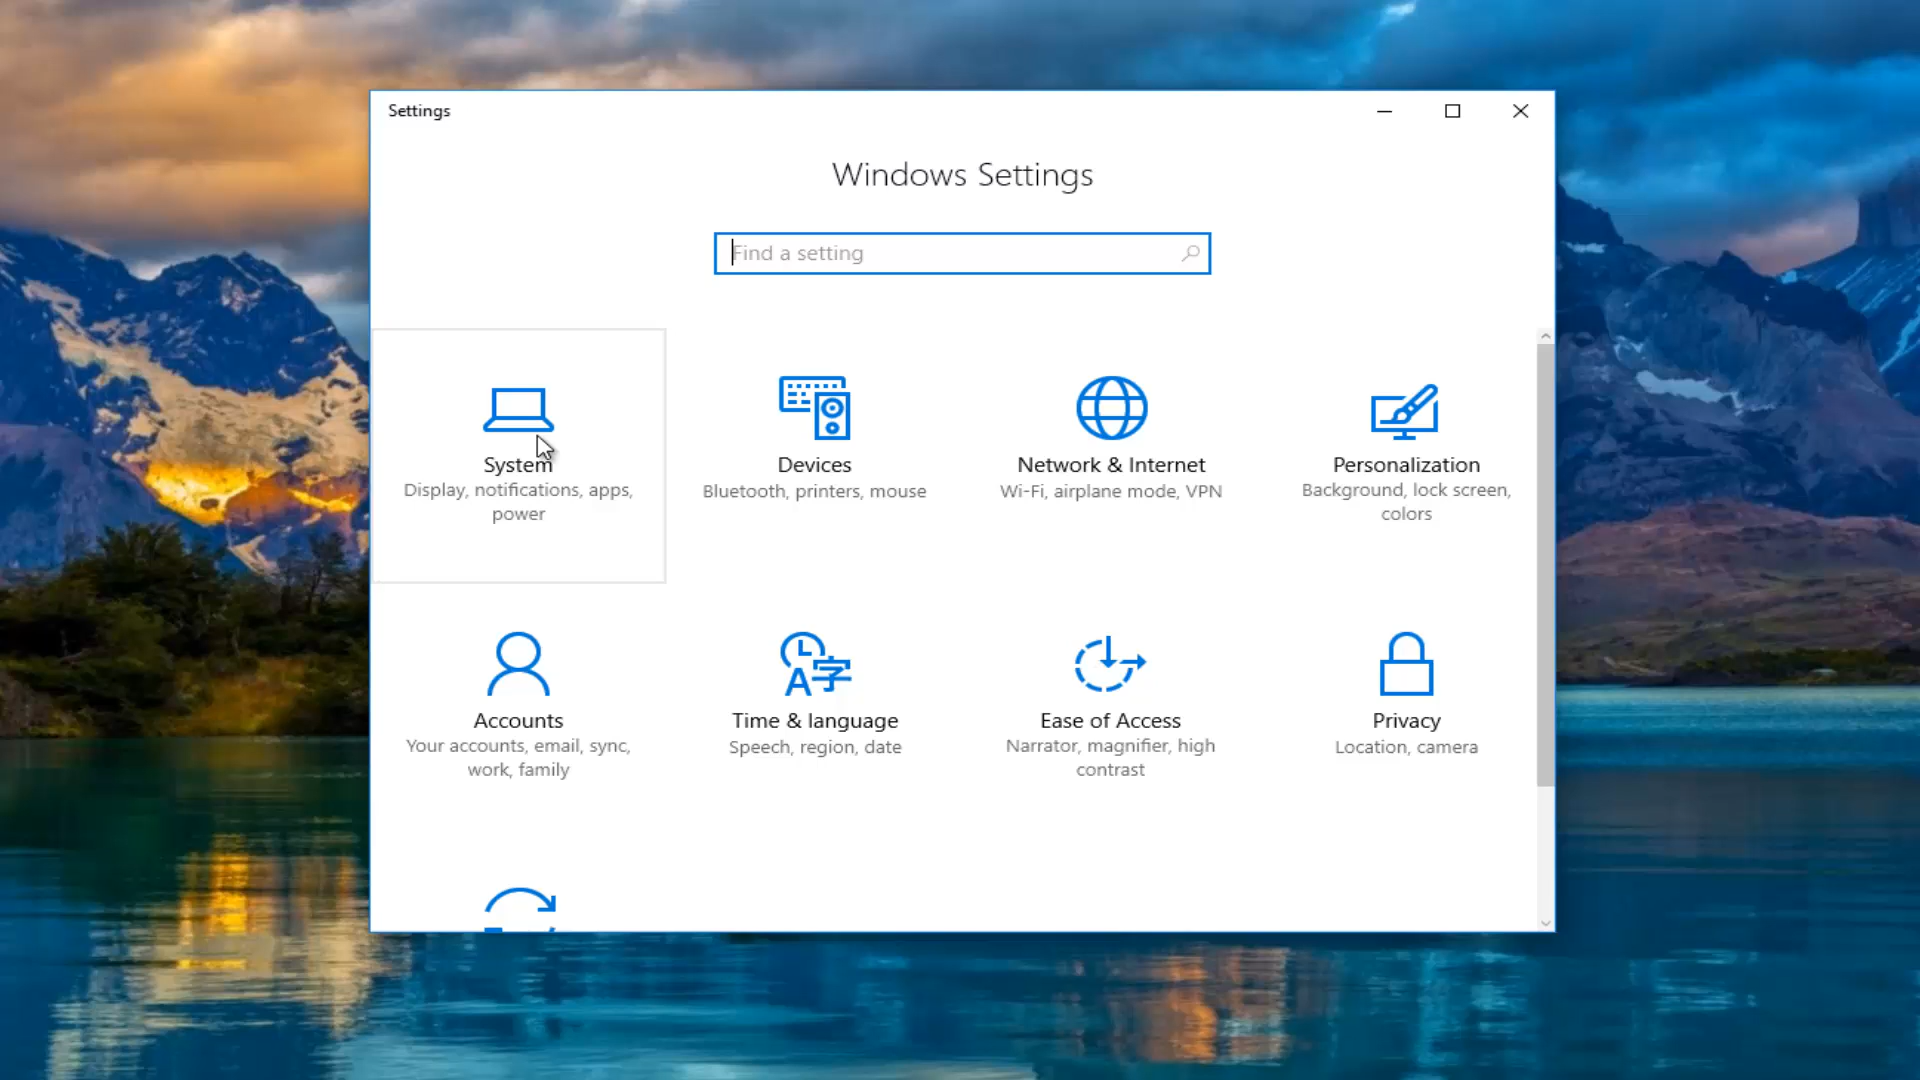 Settings
Windows Settings
Find a setting
System
Display, notifications, apps,
power
Devices
Bluetooth, printers, mouse
Network & Internet
Wi-Fi, airplane mode, VPN
Personalization
Background, lock screen,
colors
Accounts
Your accounts, email, sync,
work, family
Time & language
Speech, region, date
Ease of Access
Narrator, magnifier, high
contrast
Privacy
Location, camera